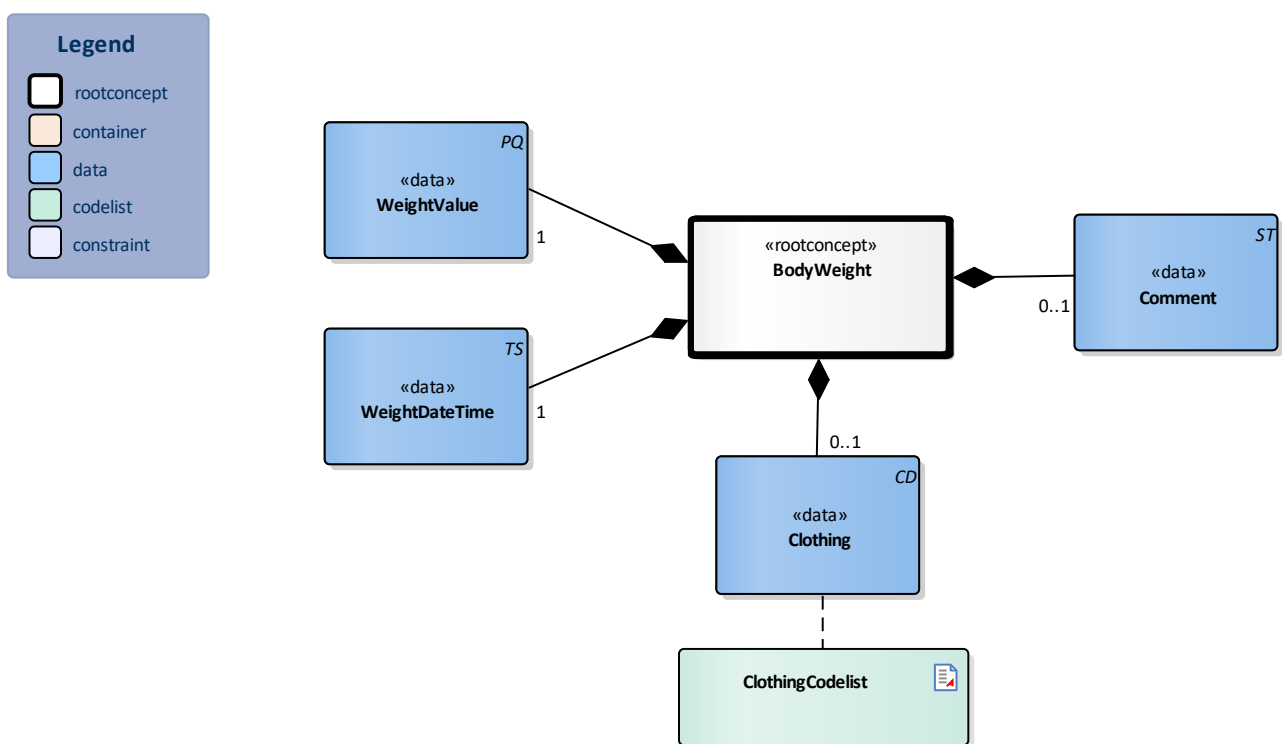 Legend
rootconcept
container
data
codelist
constraint
PQ
«data»
WeightValue
1
TS
«data»
WeightDateTime
1
«rootconcept»
BodyWeight
ST
«data»
Comment
0..1
0..1
CD
«data»
Clothing
ClothingCodelist